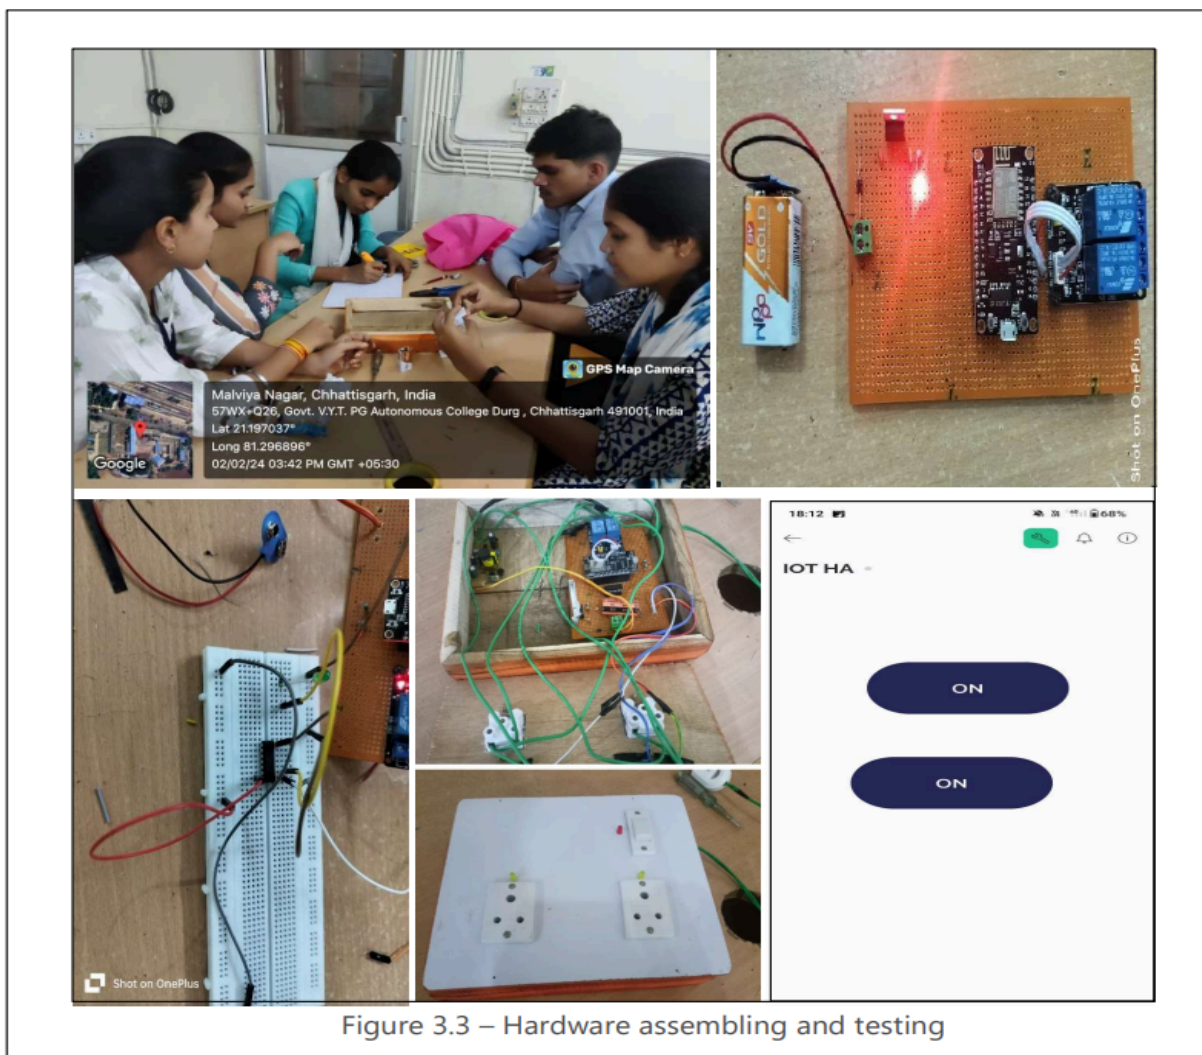 GPS Map Camera
Malviya Nagar, Chhattisgarh, India
57WX+Q26, Govt. V.Y.T. PG Autonomous College Durg , Chhattisgarh 491001, India
Lat 21.197037°
Long 81.296896°
02/02/24 03:42 PM GMT +05:30
Google
GOLD
Shot on OnePlus
Shot on OnePlus
18:12
68%
IOT HA
ON
ON
Figure 3.3 – Hardware assembling and testing